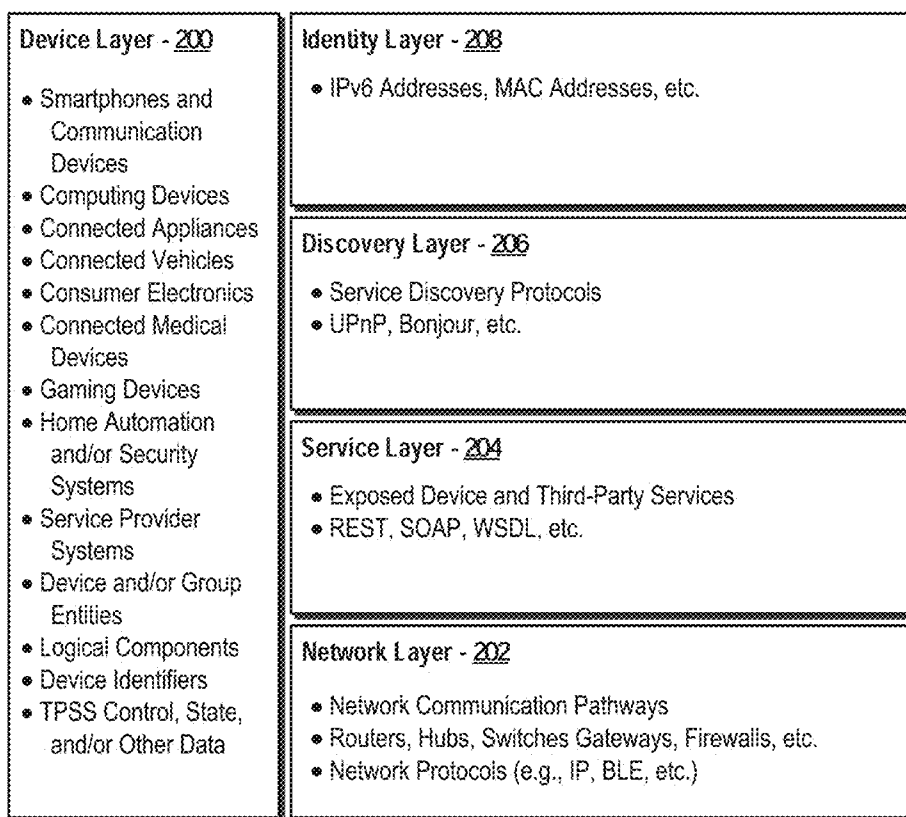 Device Layer - 200
• Smartphones and
Communication
Devices
• Computing Devices
• Connected Appliances
• Connected Vehicles
• Consumer Electronics
• Connected Medical
Devices
• Gaming Devices
• Home Automation
and/or Security
Systems
• Service Provider
Systems
• Device and/or Group
Entities
• Logical Components
• Device Identifiers
• TPSS Control, State,
and/or Other Data
Identity Layer - 208
• IPv6 Addresses, MAC Addresses, etc.
Discovery Layer - 206
• Service Discovery Protocols
• UPnP, Bonjour, etc.
Service Layer - 204
• Exposed Device and Third-Party Services
• REST, SOAP, WSDL, etc.
Network Layer - 202
• Network Communication Pathways
• Routers, Hubs, Switches Gateways, Firewalls, etc.
• Network Protocols (e.g., IP, BLE, etc.)